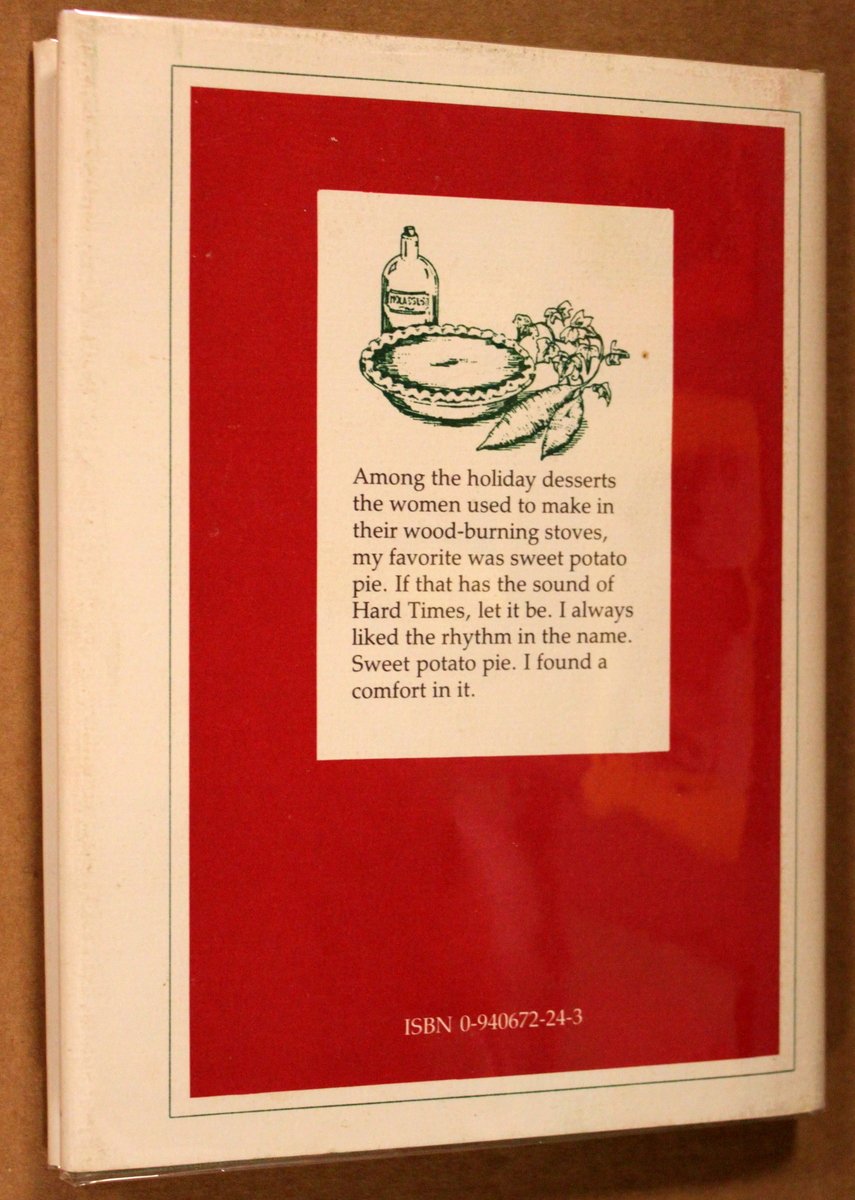 MOLASSES
Among the holiday desserts
the women used to make in
their wood-burning stoves,
my favorite was sweet potato
pie. If that has the sound of
Hard Times, let it be. I always
liked the rhythm in the name.
Sweet potato pie. I found a
comfort in it.
ISBN 0-940672-24-3